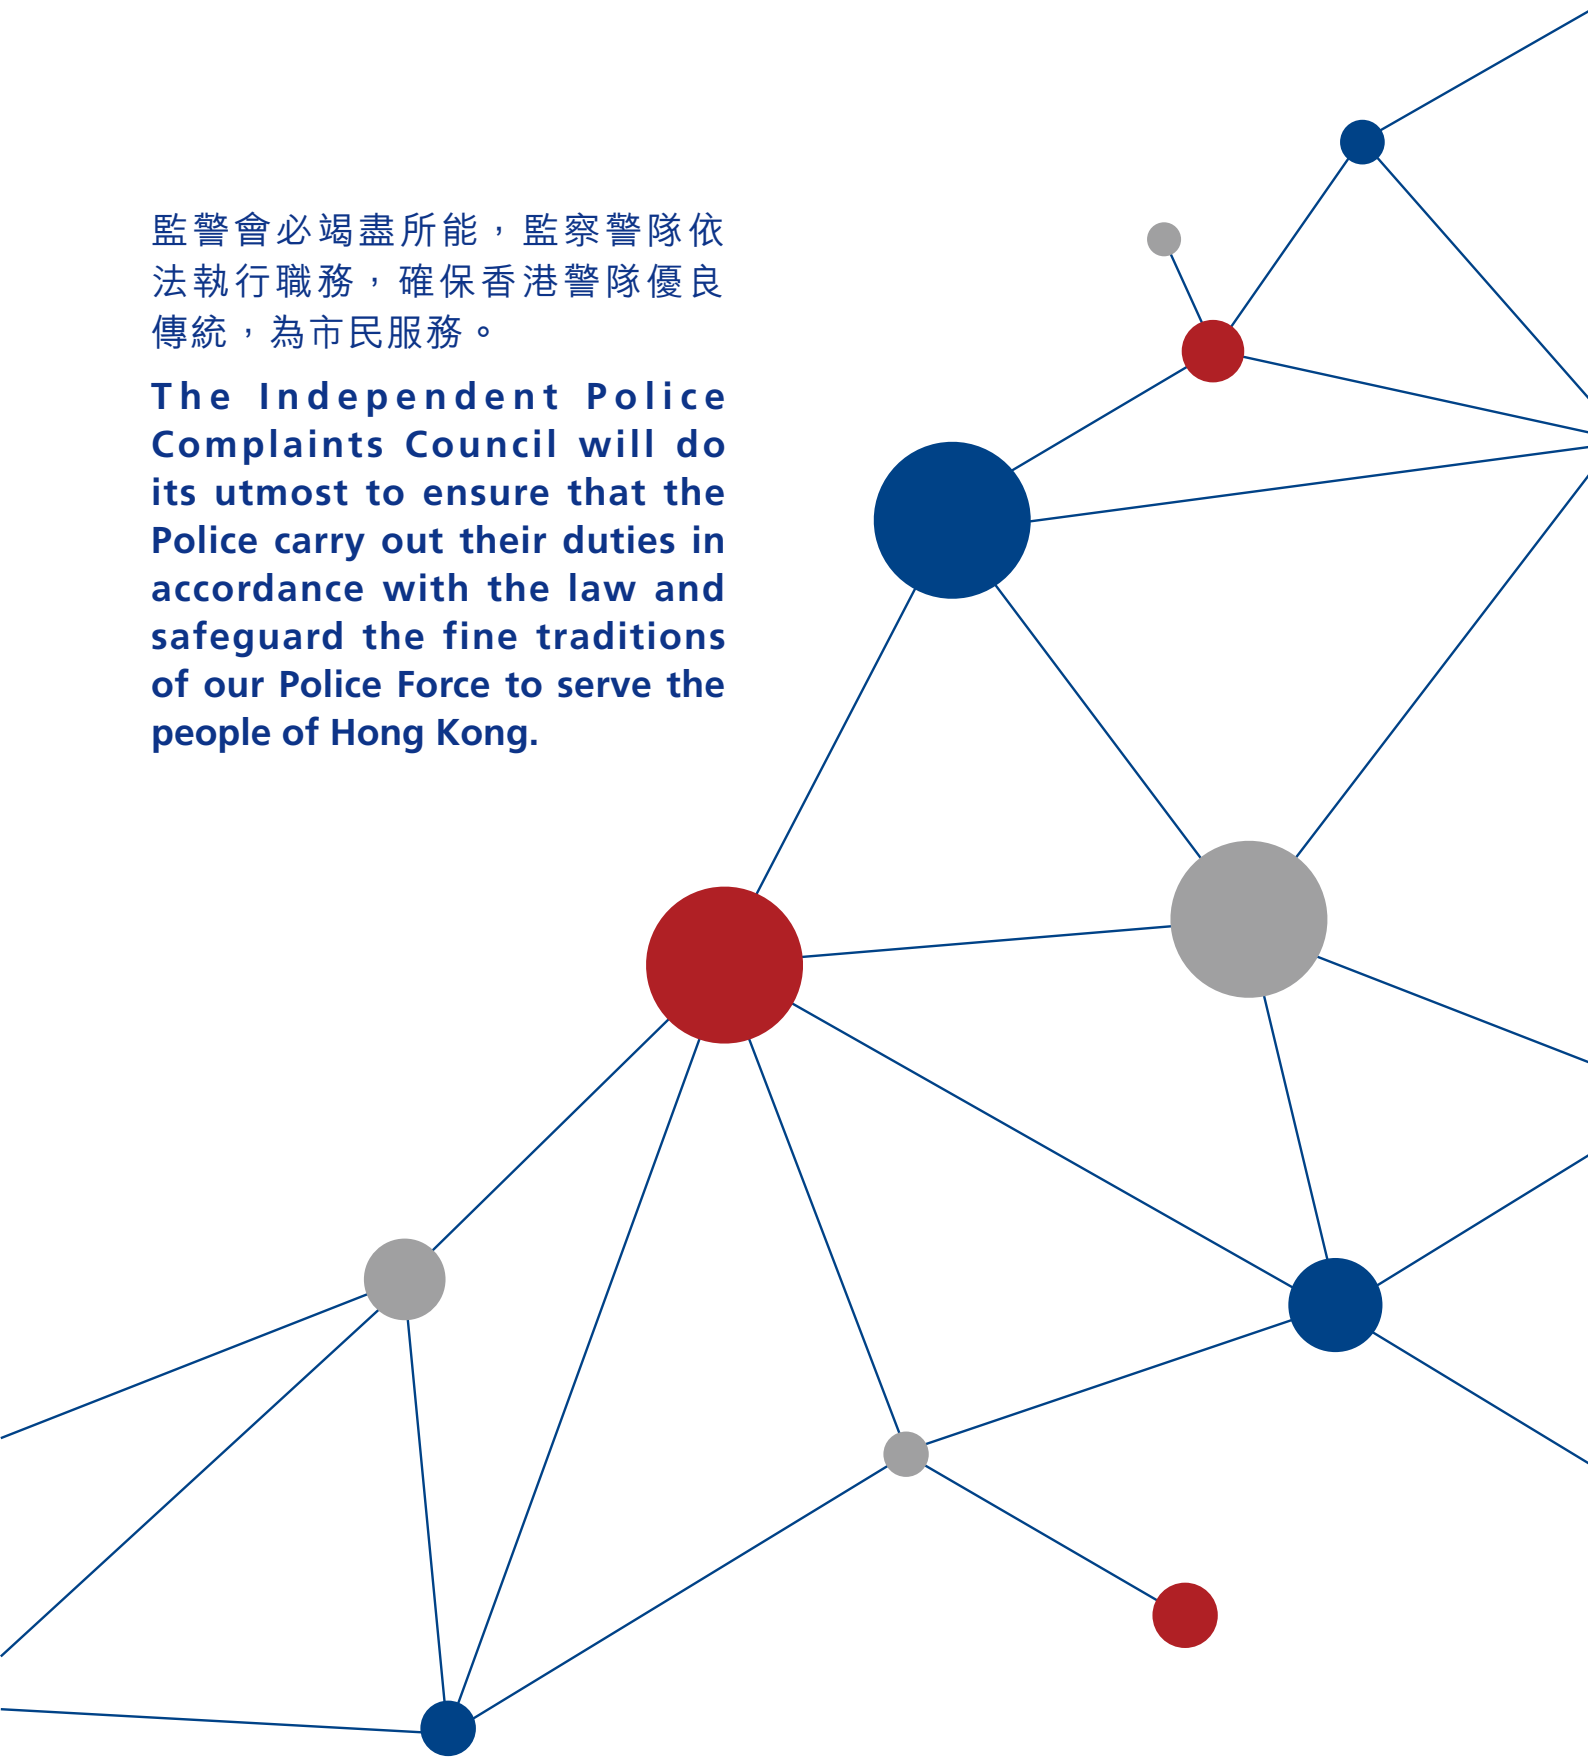 監警會必竭盡所能，監察警隊依
法執行職務，確保香港警隊優良
傳統，為市民服務。
The Independent Police
Complaints Council will do
its utmost to ensure that the
Police carry out their duties in
accordance with the law and
safeguard the fine traditions
of our Police Force to serve the
people of Hong Kong.